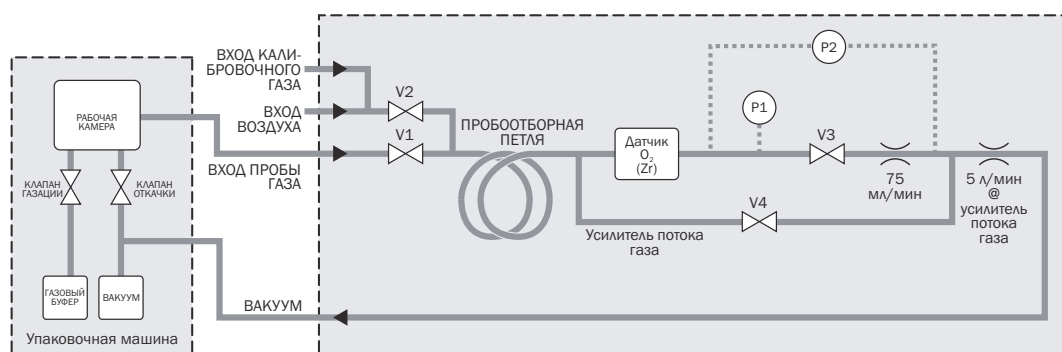 РАБОЧАЯ
КАМЕРА
КЛАПАН
ГАЗАЦИИ
КЛАПАН
ОТКАЧКИ
ГАЗОВЫЙ
БУФЕР
ВАКУУМ
Упаковочная машина
ВХОД КАЛИ-
БРОВОЧНОГО
ГАЗА
ВХОД
ВОЗДУХА
ВХОД ПРОБЫ
ГАЗА
ВАКУУМ
V2
V1
ПРОБООТБОРНАЯ
ПЕТЛЯ
Датчик
O₂
(Zr)
P2
P1
V3
75
мл/мин
5 л/мин
@
усилитель
потока
газа
V4
Усилитель потока
газа